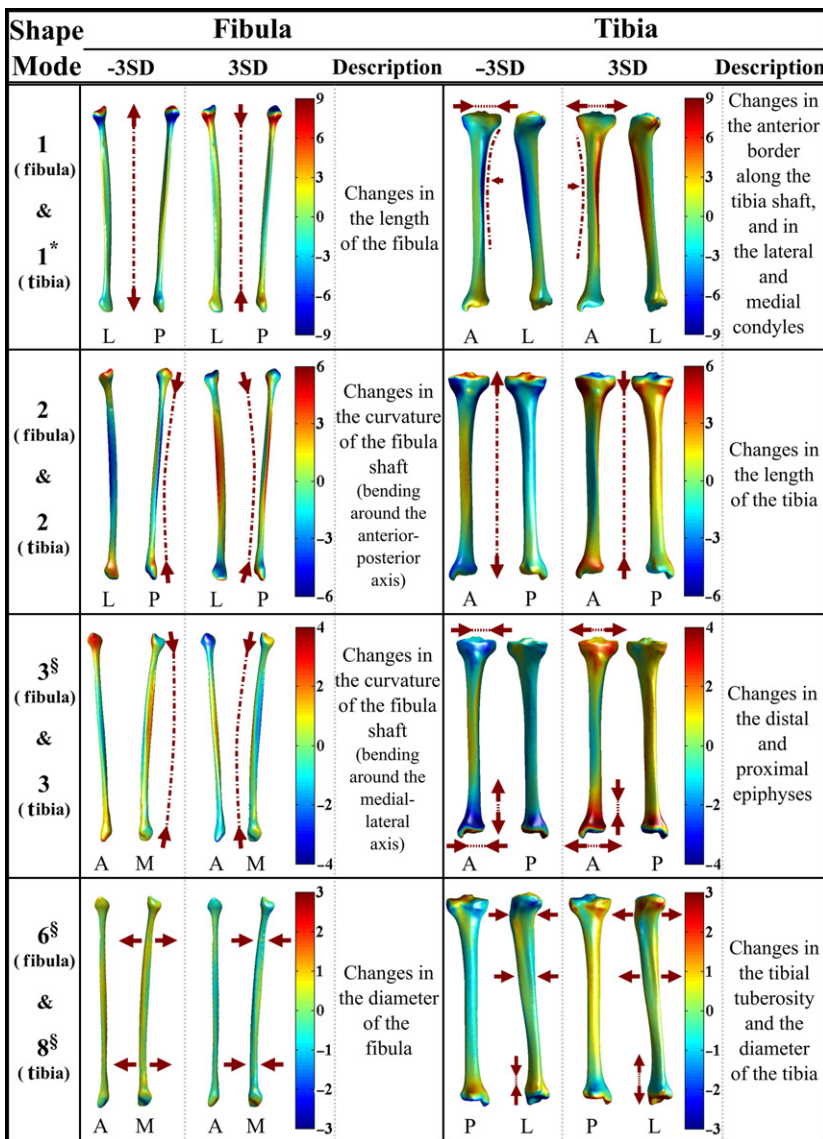 Shape Mode
Fibula
Tibia
-3SD
3SD
Description
−3SD
3SD
Description
1
(fibula)
&
1*
(tibia)
L
P
L
P
9
6
3
0
−3
−6
−9
Changes in
the length
of the fibula
A
L
A
L
9
6
3
0
−3
−6
−9
Changes in
the anterior
border
along the
tibia shaft,
and in
the lateral
and
medial
condyles
2
(fibula)
&
2
(tibia)
L
P
L
P
6
3
0
−3
−6
Changes in
the curvature
of the fibula
shaft
(bending
around the
anterior-
posterior
axis)
A
P
A
P
6
3
0
−3
−6
Changes in
the length
of the tibia
3§
(fibula)
&
3
(tibia)
A
M
A
M
4
2
0
−2
−4
Changes in
the curvature
of the fibula
shaft
(bending
around the
medial-
lateral
axis)
A
P
A
P
4
2
0
−2
−4
Changes in
the distal
and
proximal
epiphyses
6§
(fibula)
&
8§
(tibia)
A
M
A
M
3
2
1
0
−1
−2
−3
Changes in
the diameter
of the
fibula
P
L
P
L
3
2
1
0
−1
−2
−3
Changes in
the tibial
tuberosity
and the
diameter
of the tibia